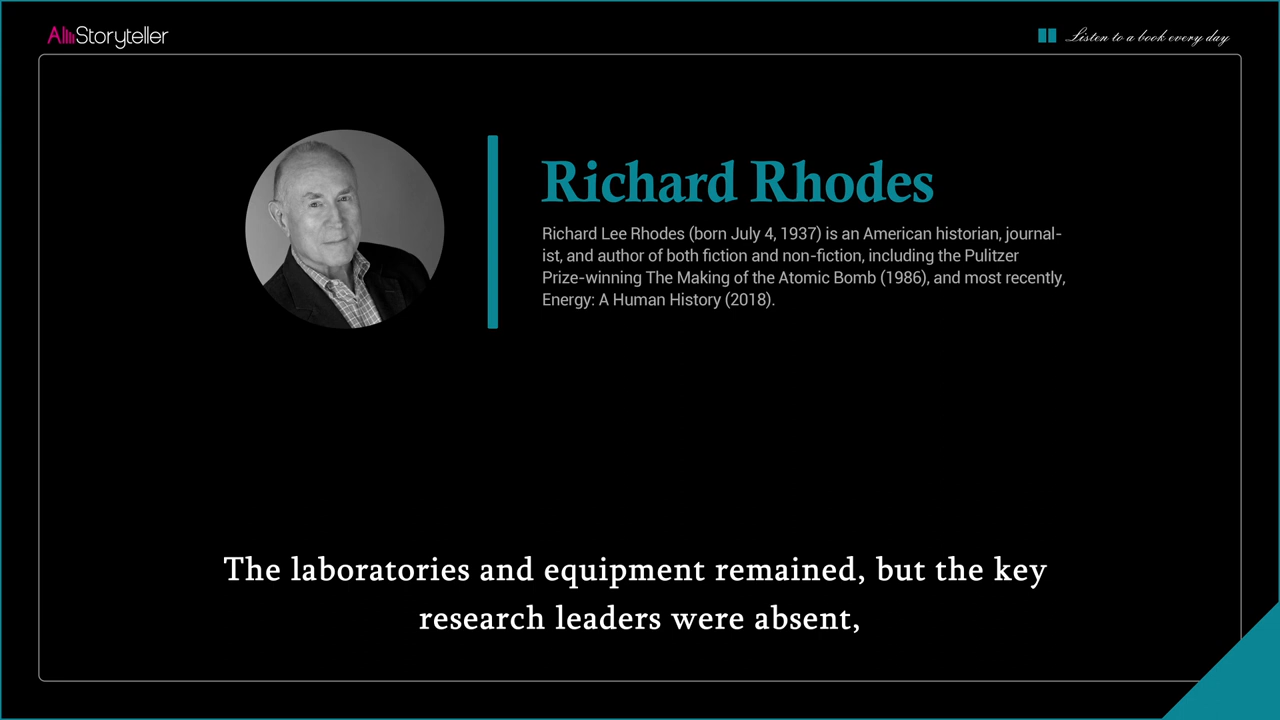 AllStoryteller
Listen to a book every day
Richard Rhodes
Richard Lee Rhodes (born July 4, 1937) is an American historian, journal-
ist, and author of both fiction and non-fiction, including the Pulitzer
Prize-winning The Making of the Atomic Bomb (1986), and most recently,
Energy: A Human History (2018).
The laboratories and equipment remained, but the key
research leaders were absent,